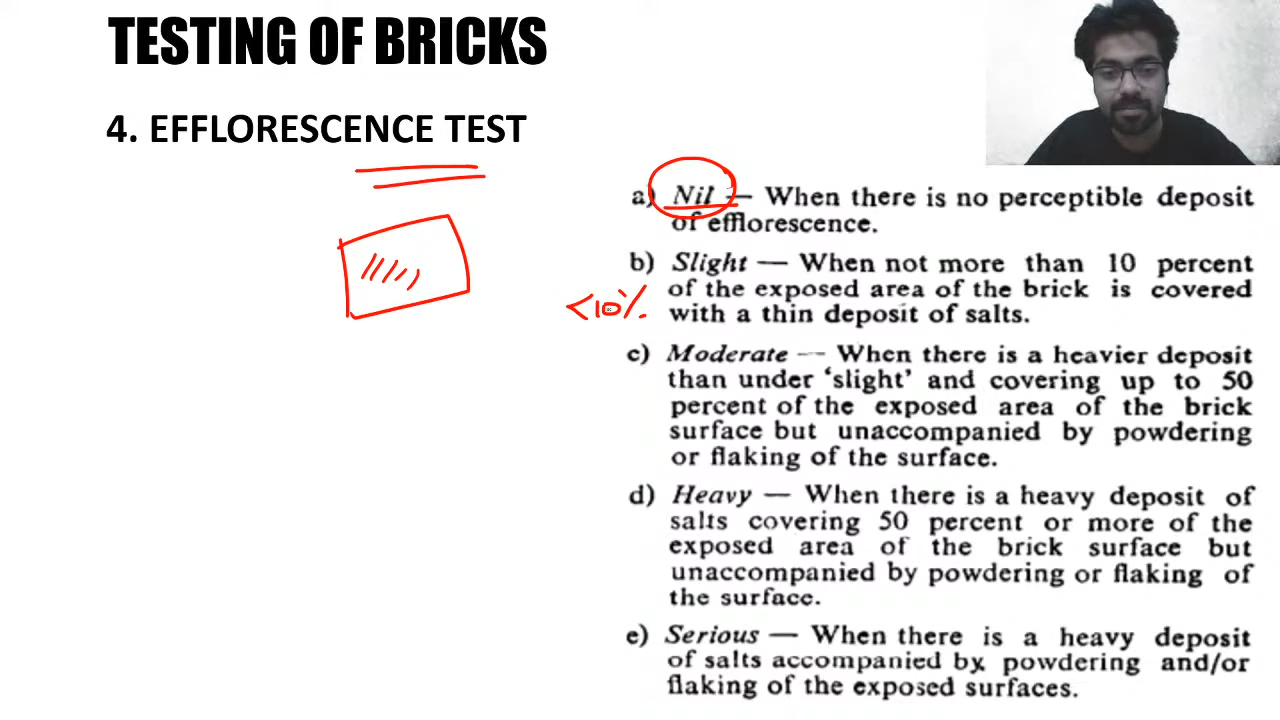 TESTING OF BRICKS
4. EFFLORESCENCE TEST
a) Nil — When there is no perceptible deposit
of efflorescence.
b) Slight — When not more than 10 percent
of the exposed area of the brick is covered
with a thin deposit of salts.
<10%
c) Moderate — When there is a heavier deposit
than under ‘slight’ and covering up to 50
percent of the exposed area of the brick
surface but unaccompanied by powdering
or flaking of the surface.
d) Heavy — When there is a heavy deposit of
salts covering 50 percent or more of the
exposed area of the brick surface but
unaccompanied by powdering or flaking of
the surface.
e) Serious — When there is a heavy deposit
of salts accompanied by powdering and/or
flaking of the exposed surfaces.